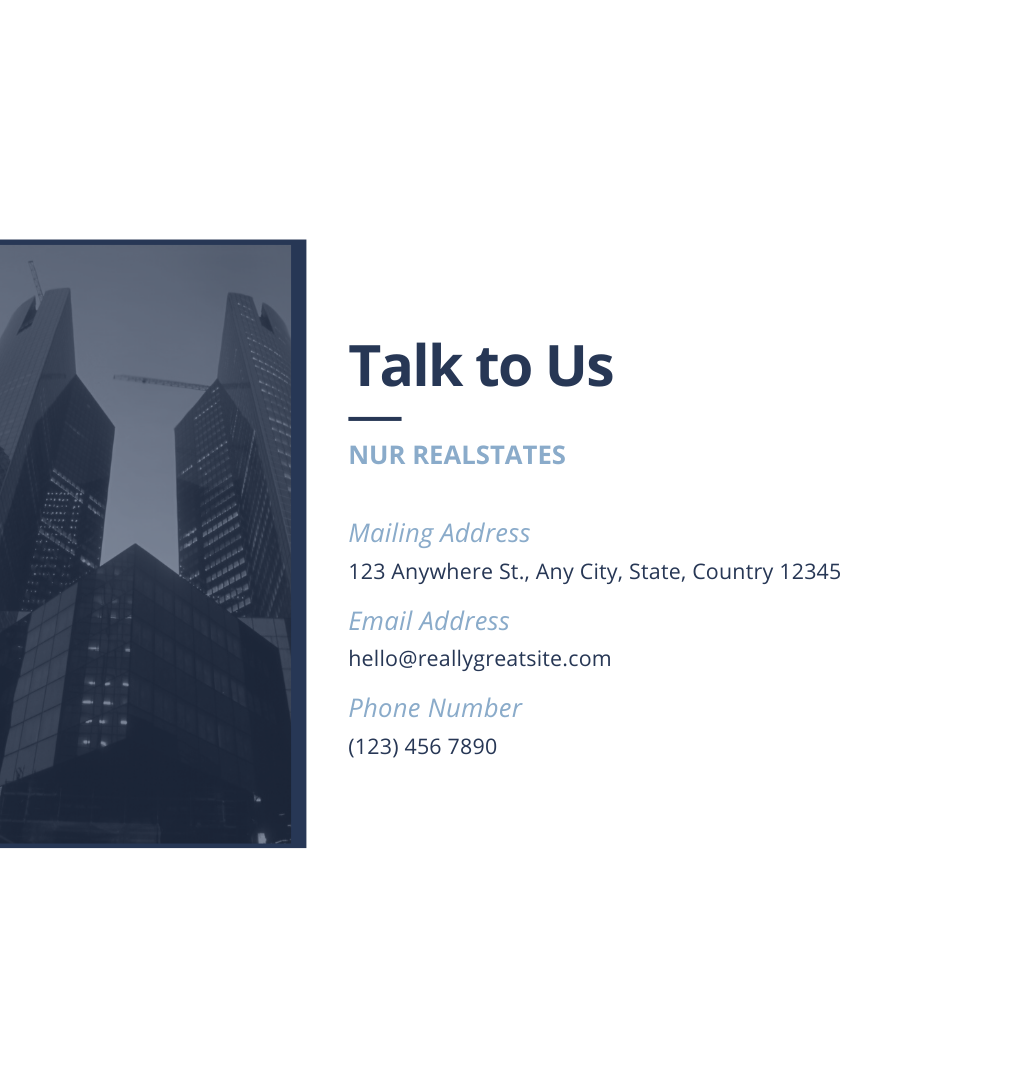 Talk to Us
NUR REALSTATES
Mailing Address
123 Anywhere St., Any City, State, Country 12345
Email Address
hello@reallygreatsite.com
Phone Number
(123) 456 7890